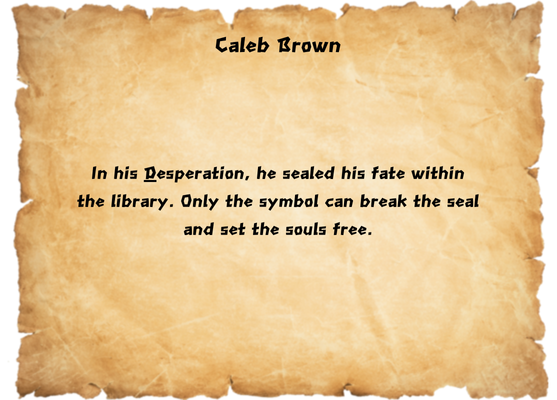 Caleb Brown
In his Desperation, he sealed his fate within
the library. Only the symbol can break the seal
and set the souls free.